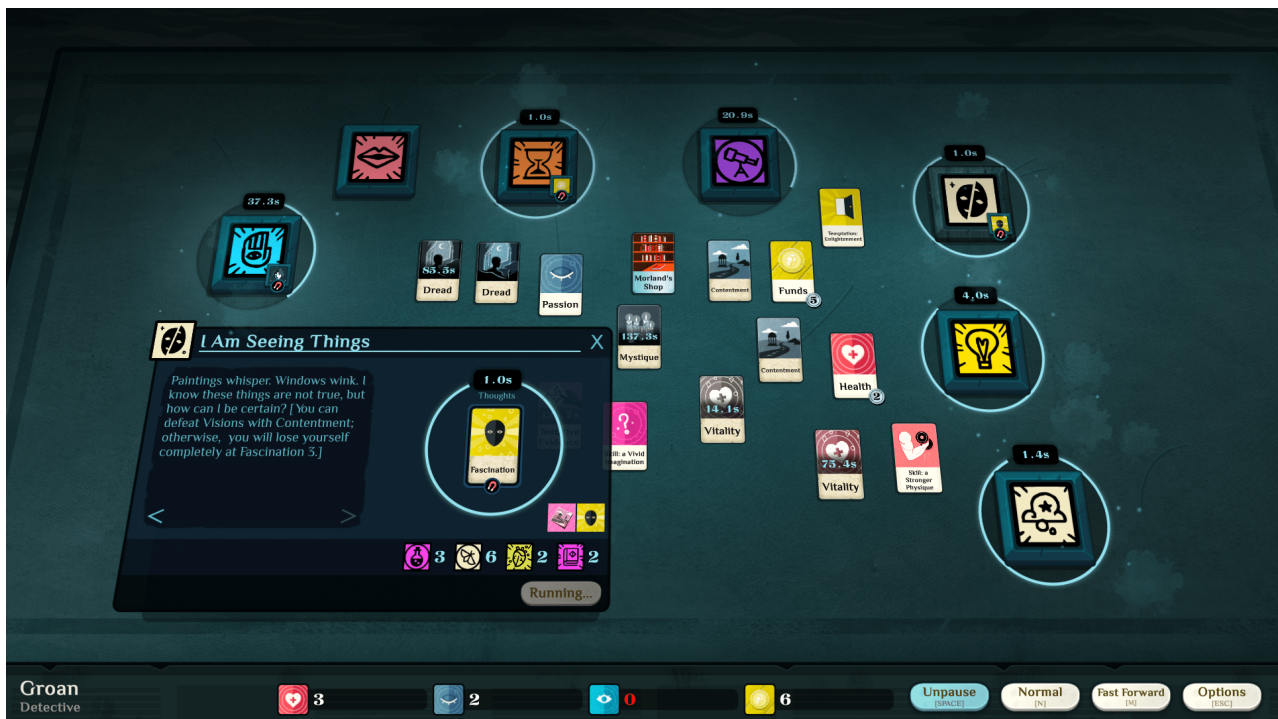 1.0s
20.9s
1.0s
37.3s
Temptation:
Enlightenment
85.5s
Dread
Dread
Passion
Morland's
Shop
Contentment
Funds
5
4.0s
137.3s
Mystique
Contentment
Health
2
I Am Seeing Things
X
Paintings whisper. Windows wink. I
know these things are not true, but
how can I be certain? [You can
defeat Visions with Contentment;
otherwise, you will lose yourself
completely at Fascination 3.]
<
>
1.0s
Thoughts
Fascination
14.1s
Vitality
75.4s
Vitality
Skill: a
Stronger
Physique
1.4s
?
a Vivid
3
6
2
2
Running...
Groan
Detective
3
2
0
6
Unpause
[SPACE]
Normal
[N]
Fast Forward
[M]
Options
[ESC]